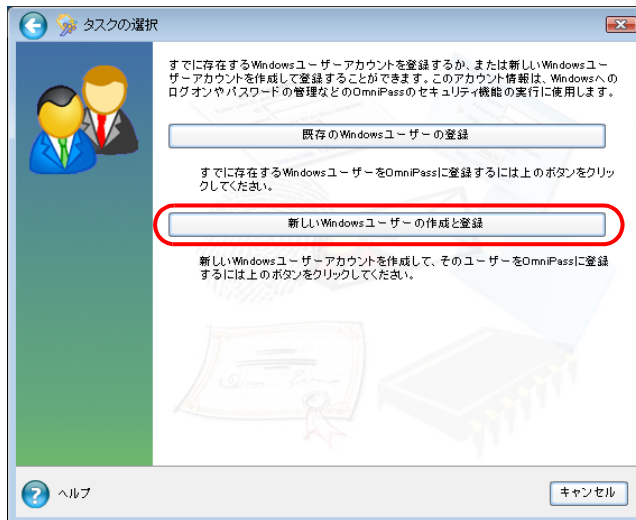 タスクの選択
すでに存在するWindowsユーザーアカウントを登録するか、または新しいWindowsユー
ザーアカウントを作成して登録することができます。このアカウント情報は、Windowsへの
ログオンやパスワードの管理などのOmniPassのセキュリティ機能の実行に使用します。
既存のWindowsユーザーの登録
すでに存在するWindowsユーザーをOmniPassに登録するには上のボタンをクリッ
クしてください。
新しいWindowsユーザーの作成と登録
新しいWindowsユーザーアカウントを作成して、そのユーザーをOmniPassに登録
するには上のボタンをクリックしてください。
ヘルプ
キャンセル